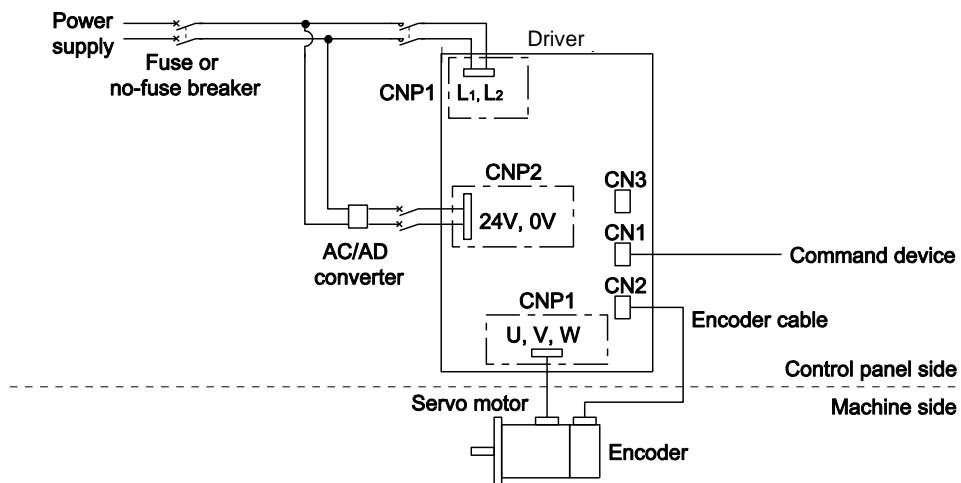 Power
supply
Fuse or
no-fuse breaker
Driver
CNP1
L1, L2
CNP2
24V, 0V
AC/AD
converter
CN3
CN1
Command device
CN2
CNP1
U, V, W
Encoder cable
Control panel side
Machine side
Servo motor
Encoder